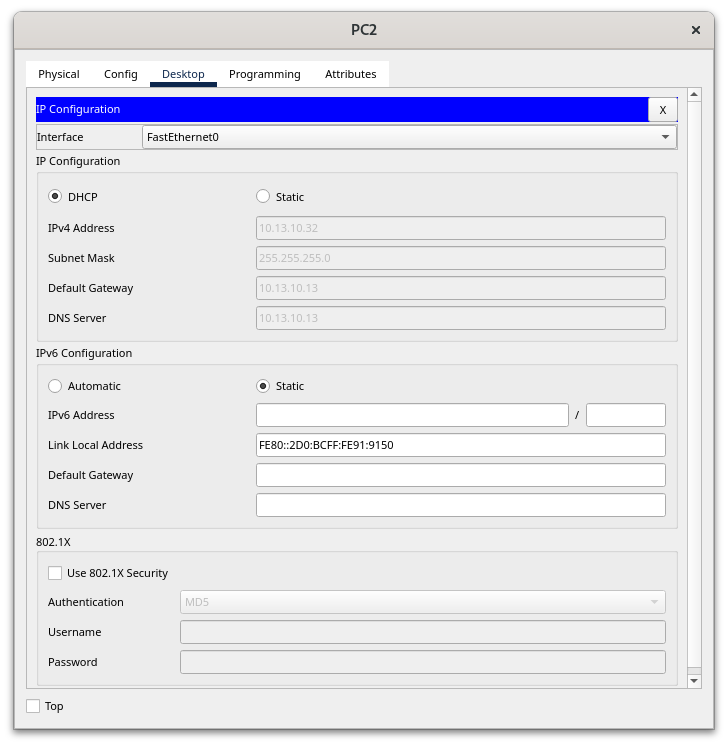 PC2
Physical Config Desktop Programming Attributes
IP Configuration X
Interface FastEthernet0
IP Configuration
DHCP Static
IPv4 Address 10.13.10.32
Subnet Mask 255.255.255.0
Default Gateway 10.13.10.13
DNS Server 10.13.10.13
IPv6 Configuration
Automatic Static
IPv6 Address /
Link Local Address FE80::2D0:BCFF:FE91:9150
Default Gateway
DNS Server
802.1X
Use 802.1X Security
Authentication MD5
Username
Password
Top